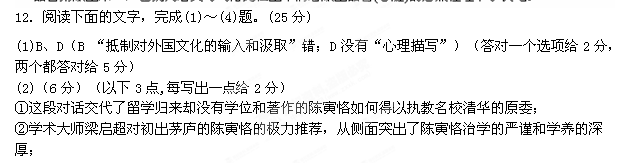 12. 阅读下面的文字，完成(1)～(4)题。(25 分)
(1)B、D（B “抵制对外国文化的输入和汲取”错；D 没有“心理描写”）（答对一个选项给 2 分，
两个都答对给 5 分）
(2)（6 分）（以下 3 点,每写出一点给 2 分）
①这段对话交代了留学归来却没有学位和著作的陈寅恪如何得以执教名校清华的原委；
②学术大师梁启超对初出茅庐的陈寅恪的极力推荐，从侧面突出了陈寅恪治学的严谨和学养的深
厚；